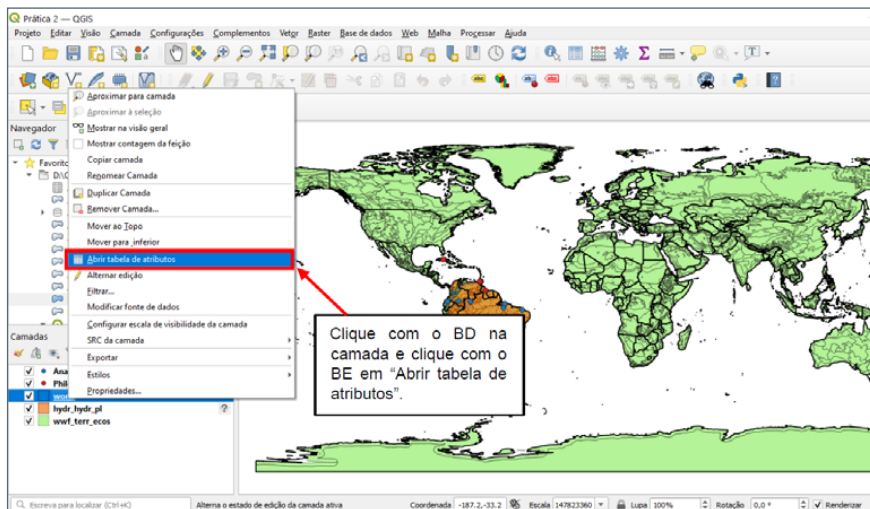 Prática 2 — QGIS
Projeto Editar Visão Camada Configurações Complementos Vetor Raster Base de dados Web Malha Processar Ajuda
Navegador
Favorito
D:\C
Aproximar para camada
Aproximar à seleção
Mostrar na visão geral
Mostrar contagem da feição
Copiar camada
Renomear Camada
Duplicar Camada
Remover Camada...
Mover ao Topo
Mover para _inferior
Abrir tabela de atributos
Alternar edição
Filtrar...
Modificar fonte de dados
Configurar escala de visibilidade da camada
SRC da camada
Exportar
Estilos
Propriedades...
Clique com o BD na
camada e clique com o
BE em “Abrir tabela de
atributos”.
Camadas
Ana
Phil
hydr_hydr_pl
wwf_terr_ecos
Escreva para localizar (Ctrl+K) Alterna o estado de edição da camada ativa Coordenada -187.2,-33.2 Escala 147823360 Lupa 100% Rotação 0,0 ° Renderizar